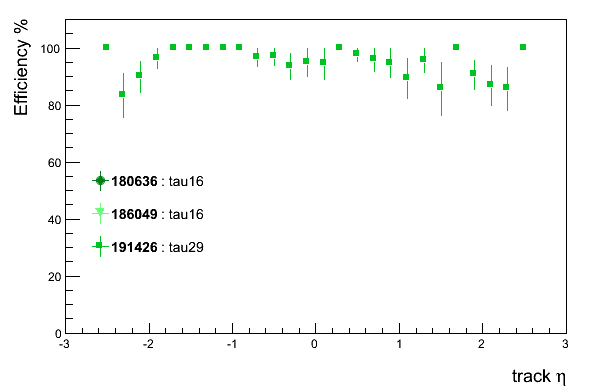 Efficiency %
100
80
60
40
20
0
180636 : tau16
186049 : tau16
191426 : tau29
-3 -2 -1 0 1 2 3
track η